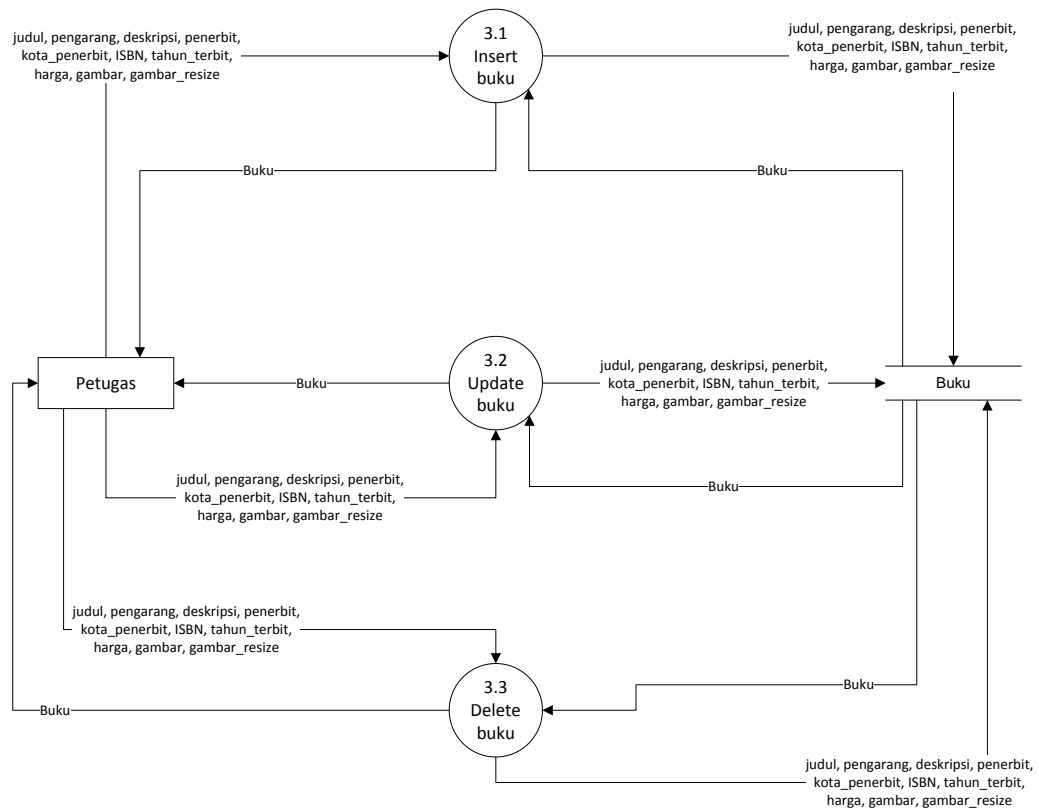 judul, pengarang, deskripsi, penerbit,
kota_penerbit, ISBN, tahun_terbit,
harga, gambar, gambar_resize
3.1
Insert
buku
judul, pengarang, deskripsi, penerbit,
kota_penerbit, ISBN, tahun_terbit,
harga, gambar, gambar_resize
Buku
Buku
Petugas
Buku
3.2
Update
buku
judul, pengarang, deskripsi, penerbit,
kota_penerbit, ISBN, tahun_terbit,
harga, gambar, gambar_resize
Buku
judul, pengarang, deskripsi, penerbit,
kota_penerbit, ISBN, tahun_terbit,
harga, gambar, gambar_resize
Buku
judul, pengarang, deskripsi, penerbit,
kota_penerbit, ISBN, tahun_terbit,
harga, gambar, gambar_resize
3.3
Delete
buku
Buku
Buku
judul, pengarang, deskripsi, penerbit,
kota_penerbit, ISBN, tahun_terbit,
harga, gambar, gambar_resize